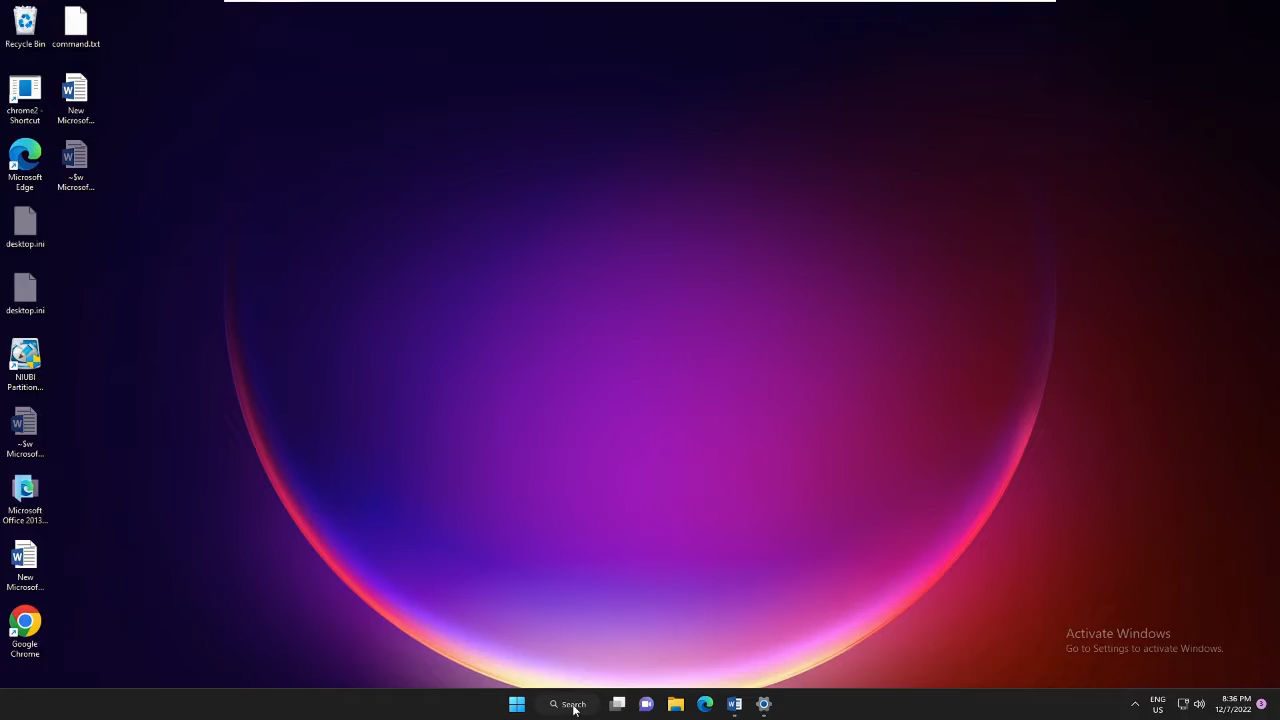 Recycle Bin
command.txt
chrome2 -
Shortcut
New
Microsof...
Microsoft
Edge
~$w
Microsof...
desktop.ini
desktop.ini
NIUBI
Partition...
~$w
Microsof...
Microsoft
Office 2013...
New
Microsof...
Google
Chrome
Activate Windows
Go to Settings to activate Windows.
Search
ENG
US
8:36 PM
12/7/2022
3